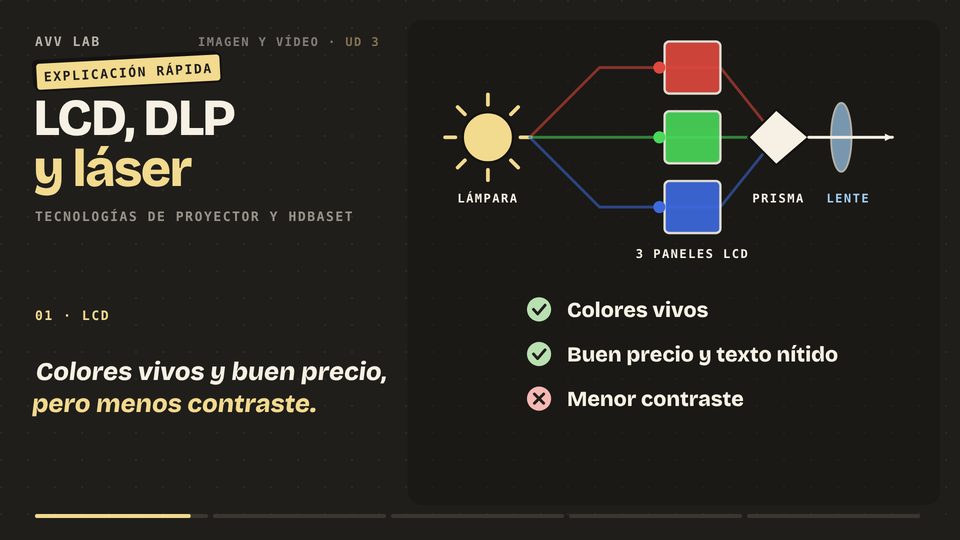 AVV LAB
IMAGEN Y VÍDEO · UD 3
EXPLICACIÓN RÁPIDA
LCD, DLP
y láser
TECNOLOGÍAS DE PROYECTOR Y HDBASET
01 · LCD
Colores vivos y buen precio,
pero menos contraste.
LÁMPARA
PRISMA
LENTE
3 PANELES LCD
Colores vivos
Buen precio y texto nítido
Menor contraste